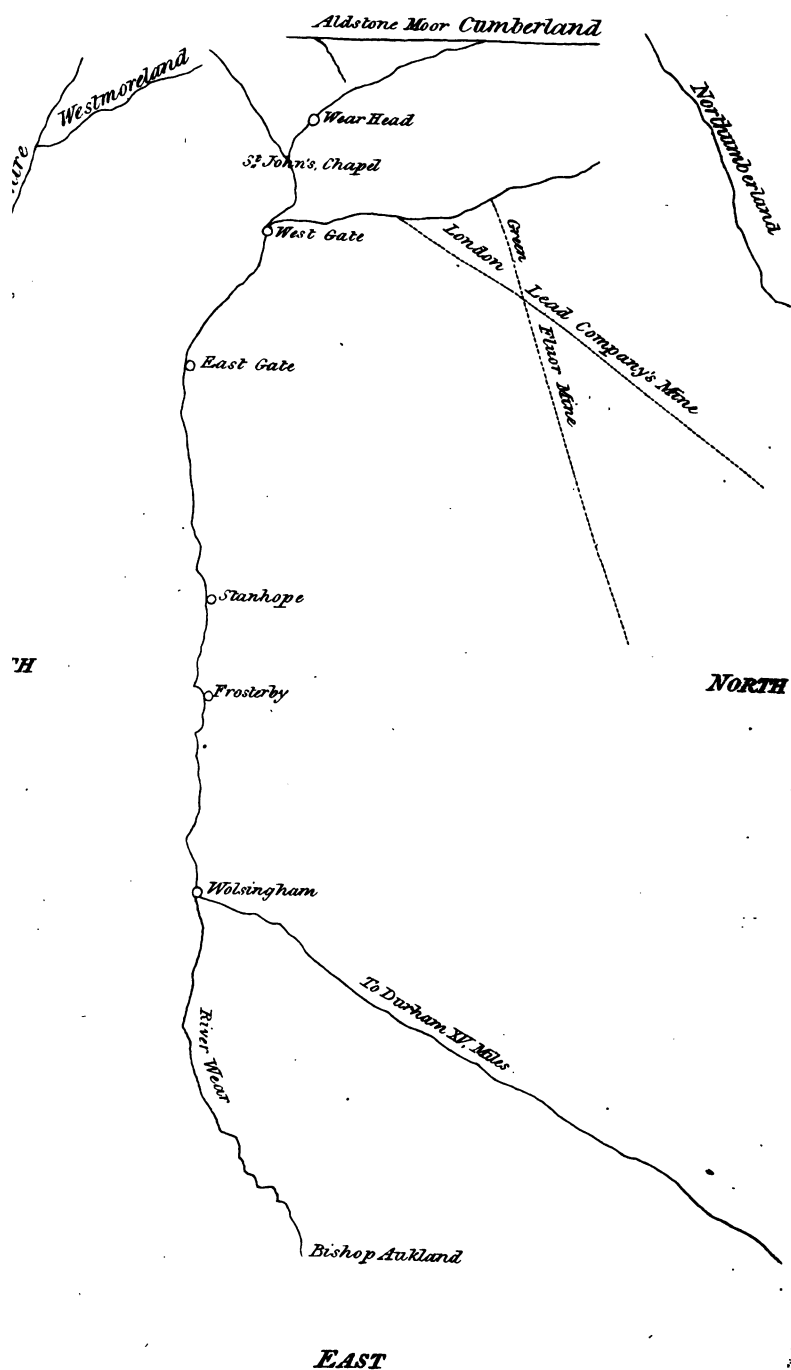 Aldstone Moor Cumberland
Westmoreland
Northumberland
Wear Head
St. John's, Chapel
West Gate
Green
Fluor Mine
London
Lead Company's Mine
East Gate
Stanhope
NORTH
Frosterby
Wolsingham
To Durham XV. Miles
River Wear
Bishop Aukland
EAST